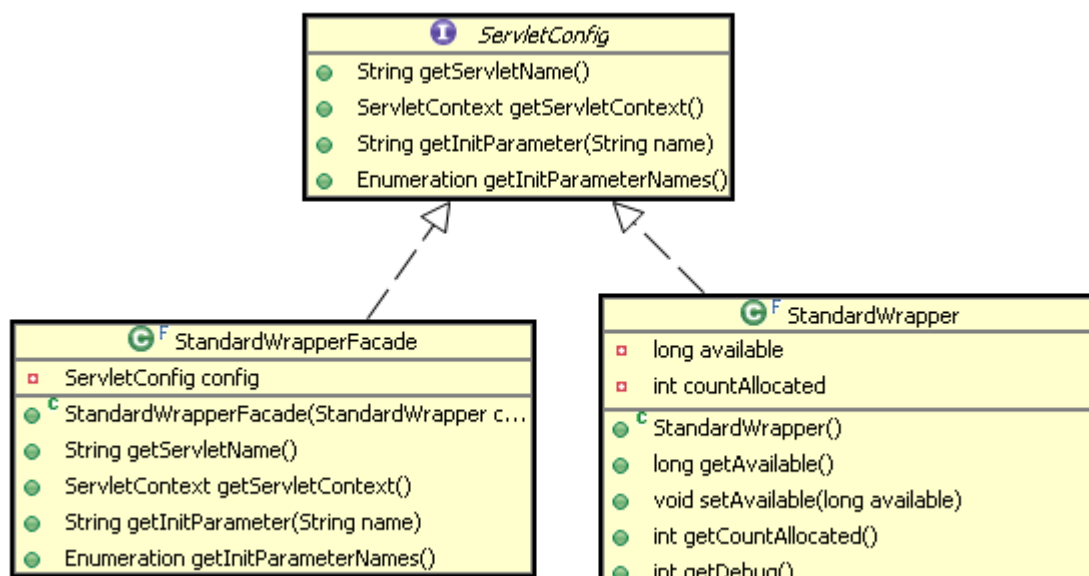 I ServletConfig
String getServletName()
ServletContext getServletContext()
String getInitParameter(String name)
Enumeration getInitParameterNames()
C F StandardWrapperFacade
ServletConfig config
C StandardWrapperFacade(StandardWrapper c...
String getServletName()
ServletContext getServletContext()
String getInitParameter(String name)
Enumeration getInitParameterNames()
C F StandardWrapper
long available
int countAllocated
C StandardWrapper()
long getAvailable()
void setAvailable(long available)
int getCountAllocated()
int getDebug()